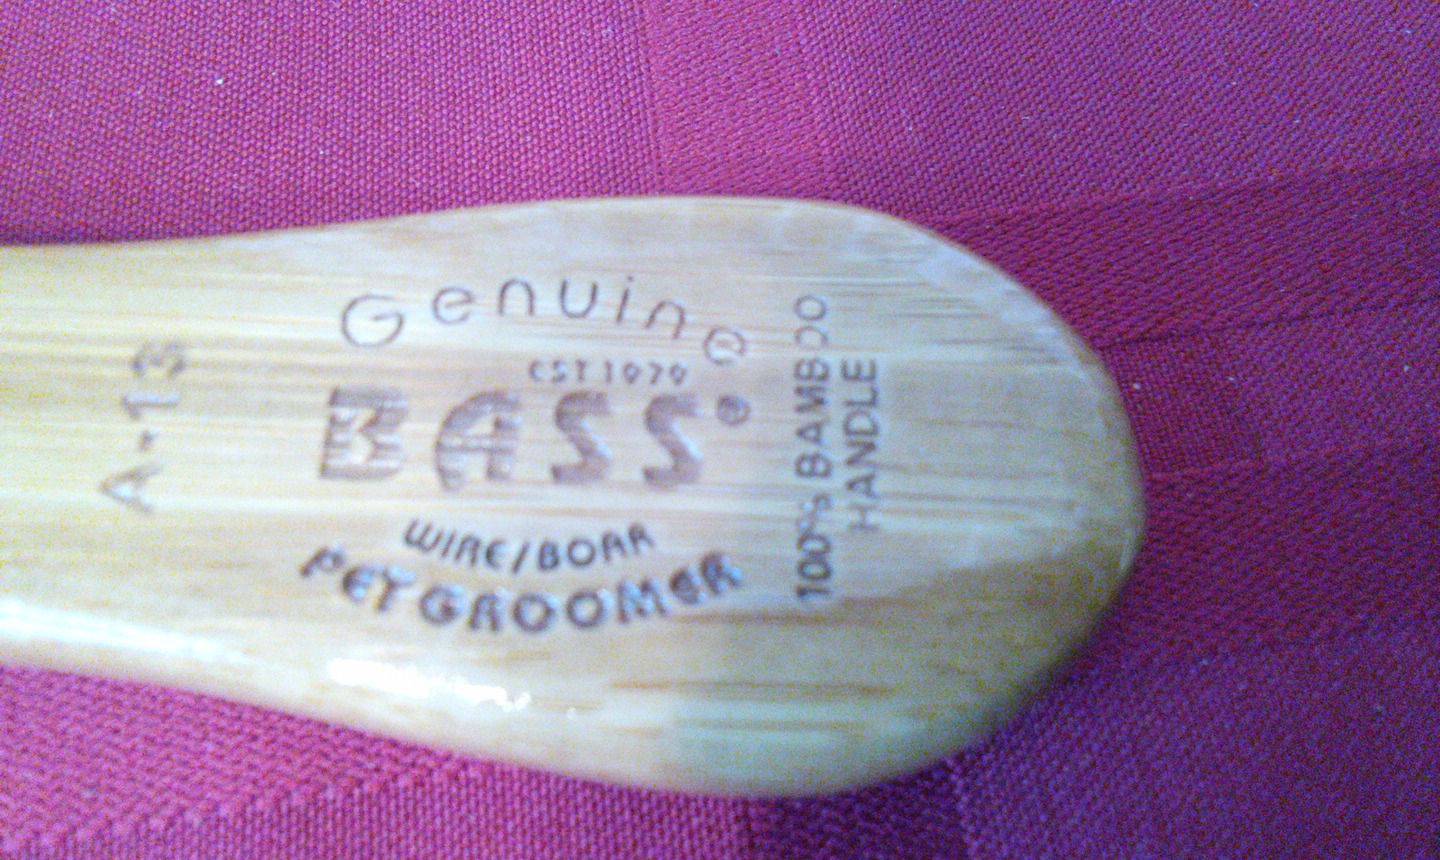 Genuine
EST 1979
BASS®
WIRE/BOAR
PET GROOMER
100% BAMBOO
HANDLE
A-13